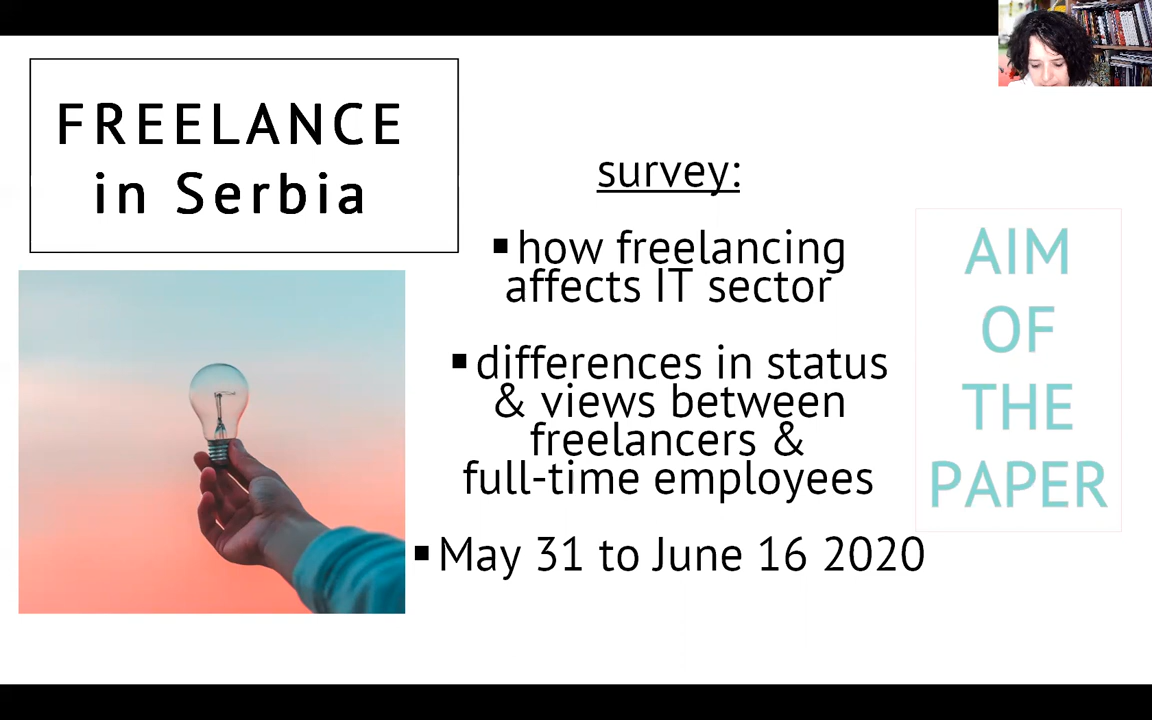 FREELANCE
in Serbia
survey:
▪how freelancing
affects IT sector
▪differences in status
& views between
freelancers &
full-time employees
▪May 31 to June 16 2020
AIM
OF
THE
PAPER